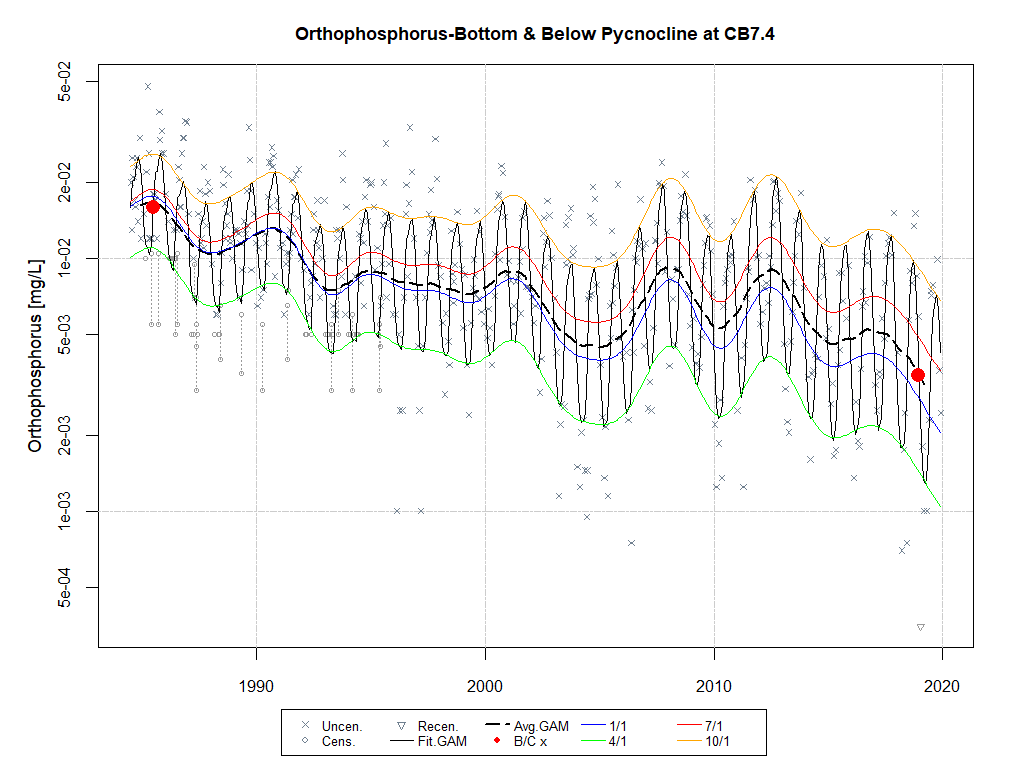 Orthophosphorus-Bottom & Below Pycnocline at CB7.4
Orthophosphorus [mg/L]
5e-02
2e-02
1e-02
5e-03
2e-03
1e-03
5e-04
1990 2000 2010 2020
Uncen. Recen. Avg.GAM 1/1 7/1
Cens. Fit.GAM B/C x 4/1 10/1